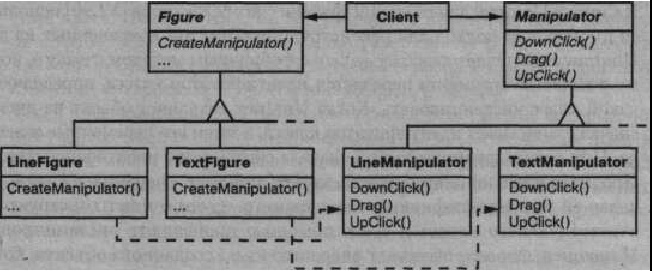 Figure
CreateManipulator()
...
Client
Manipulator
DownClick()
Drag()
UpClick()
LineFigure
CreateManipulator()
...
TextFigure
CreateManipulator()
...
LineManipulator
DownClick()
Drag()
UpClick()
TextManipulator
DownClick()
Drag()
UpClick()